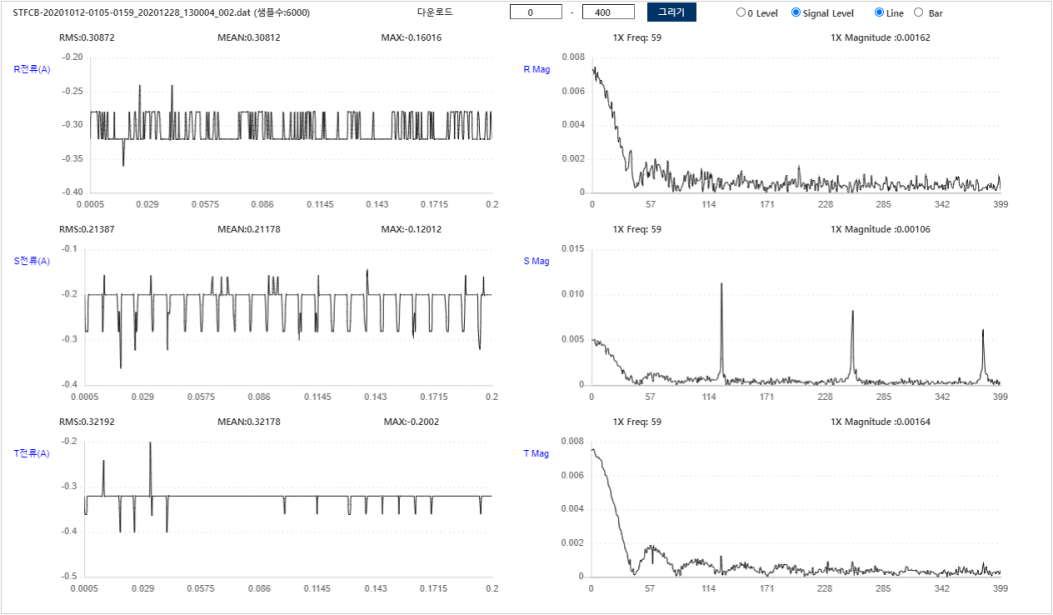 STFCB-20201012-0105-0159_20201228_130004_002.dat (샘플수:6000) 다운로드 0 - 400 그리기 0 Level Signal Level Line Bar
RMS:0.30872 MEAN:0.30812 MAX:-0.16016 1X Freq: 59 1X Magnitude :0.00162
R전류(A)
-0.20
-0.25
-0.30
-0.35
-0.40
0.0005 0.029 0.0575 0.086 0.1145 0.143 0.1715 0.2
R Mag
0.008
0.006
0.004
0.002
0
0 57 114 171 228 285 342 399
RMS:0.21387 MEAN:0.21178 MAX:-0.12012 1X Freq: 59 1X Magnitude :0.00106
S전류(A)
-0.1
-0.2
-0.3
-0.4
0.0005 0.029 0.0575 0.086 0.1145 0.143 0.1715 0.2
S Mag
0.015
0.010
0.005
0
0 57 114 171 228 285 342 399
RMS:0.32192 MEAN:0.32178 MAX:-0.2002 1X Freq: 59 1X Magnitude :0.00164
T전류(A)
-0.2
-0.3
-0.4
-0.5
0.0005 0.029 0.0575 0.086 0.1145 0.143 0.1715 0.2
T Mag
0.008
0.006
0.004
0.002
0
0 57 114 171 228 285 342 399